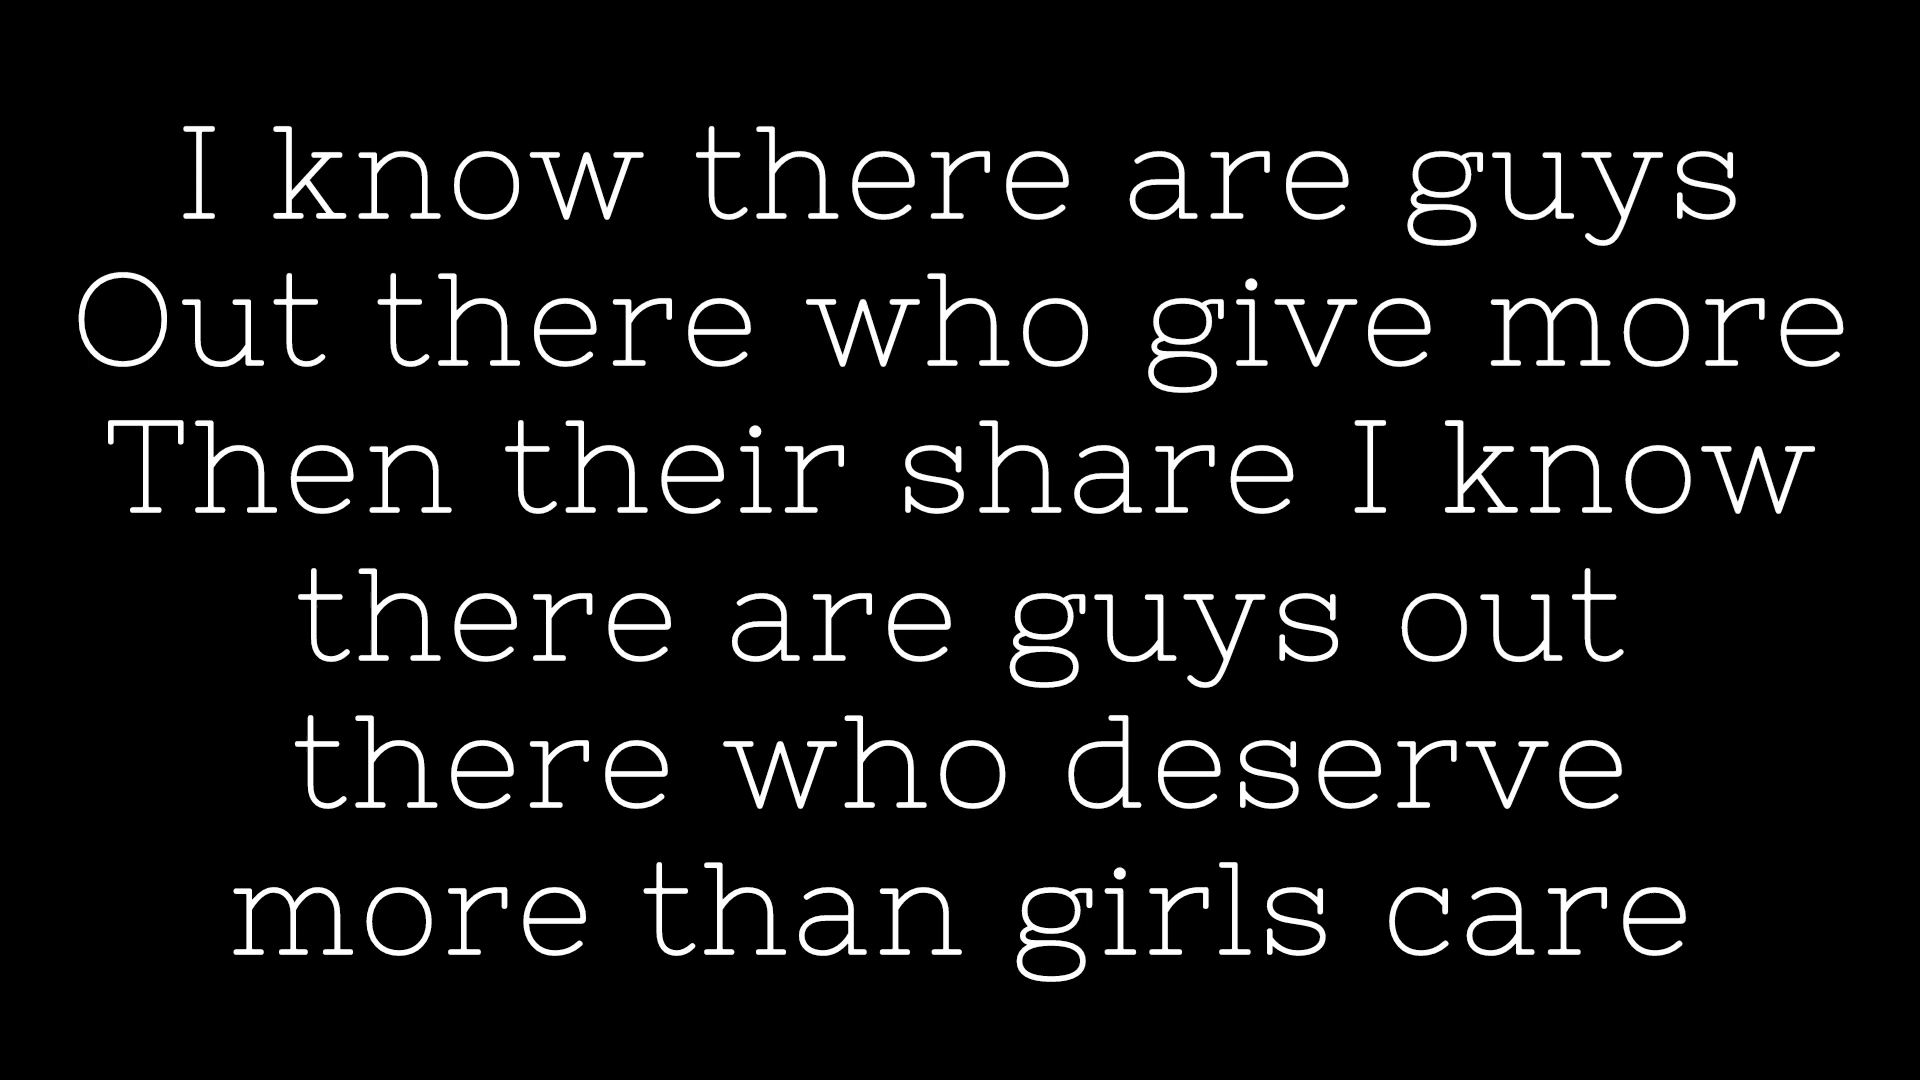 I know there are guys
Out there who give more
Then their share I know
there are guys out
there who deserve
more than girls care